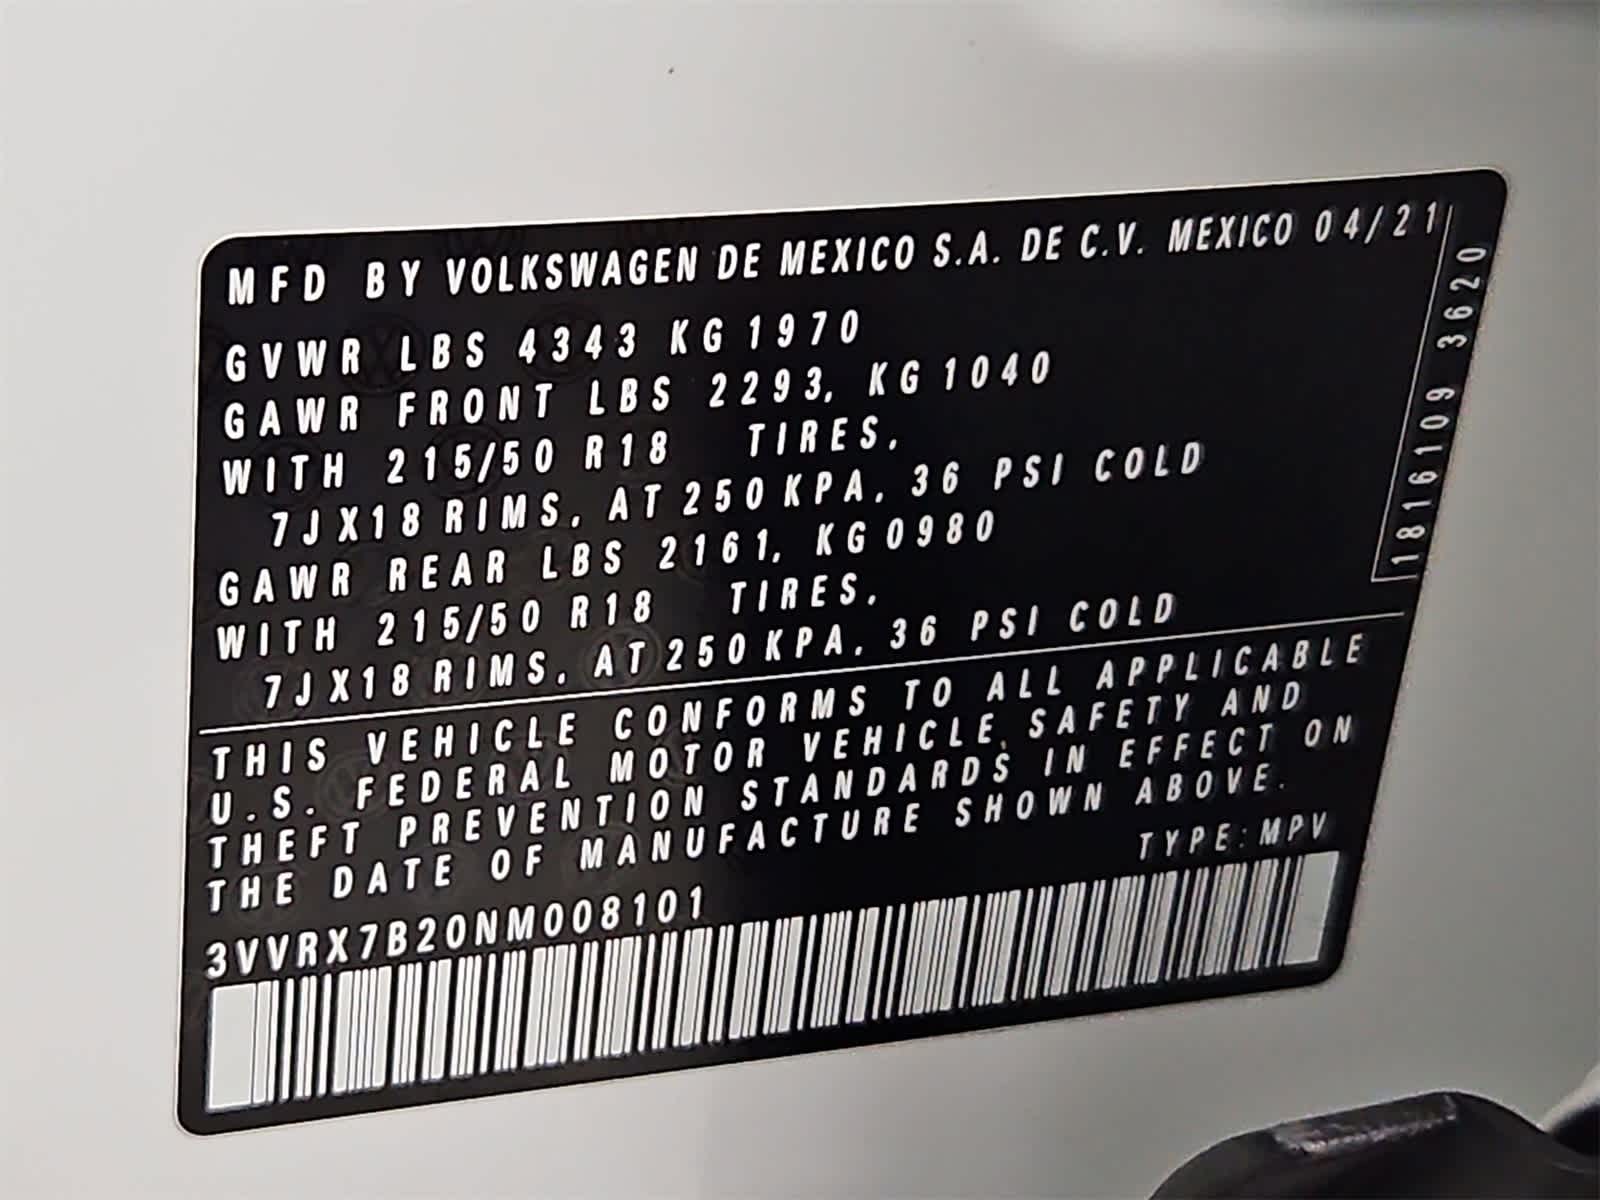 MFD BY VOLKSWAGEN DE MEXICO S.A. DE C.V. MEXICO 04/21
GVWR LBS 4343 KG 1970
GAWR FRONT LBS 2293, KG 1040
WITH 215/50 R18 TIRES,
7J X18 RIMS, AT 250 KPA, 36 PSI COLD
GAWR REAR LBS 2161, KG 0980
WITH 215/50 R18 TIRES,
7J X18 RIMS, AT 250 KPA, 36 PSI COLD
1816109 3620
THIS VEHICLE CONFORMS TO ALL APPLICABLE
U.S. FEDERAL MOTOR VEHICLE SAFETY AND
THEFT PREVENTION STANDARDS IN EFFECT ON
THE DATE OF MANUFACTURE SHOWN ABOVE.
TYPE: MPV
3VVRX7B20NM008101